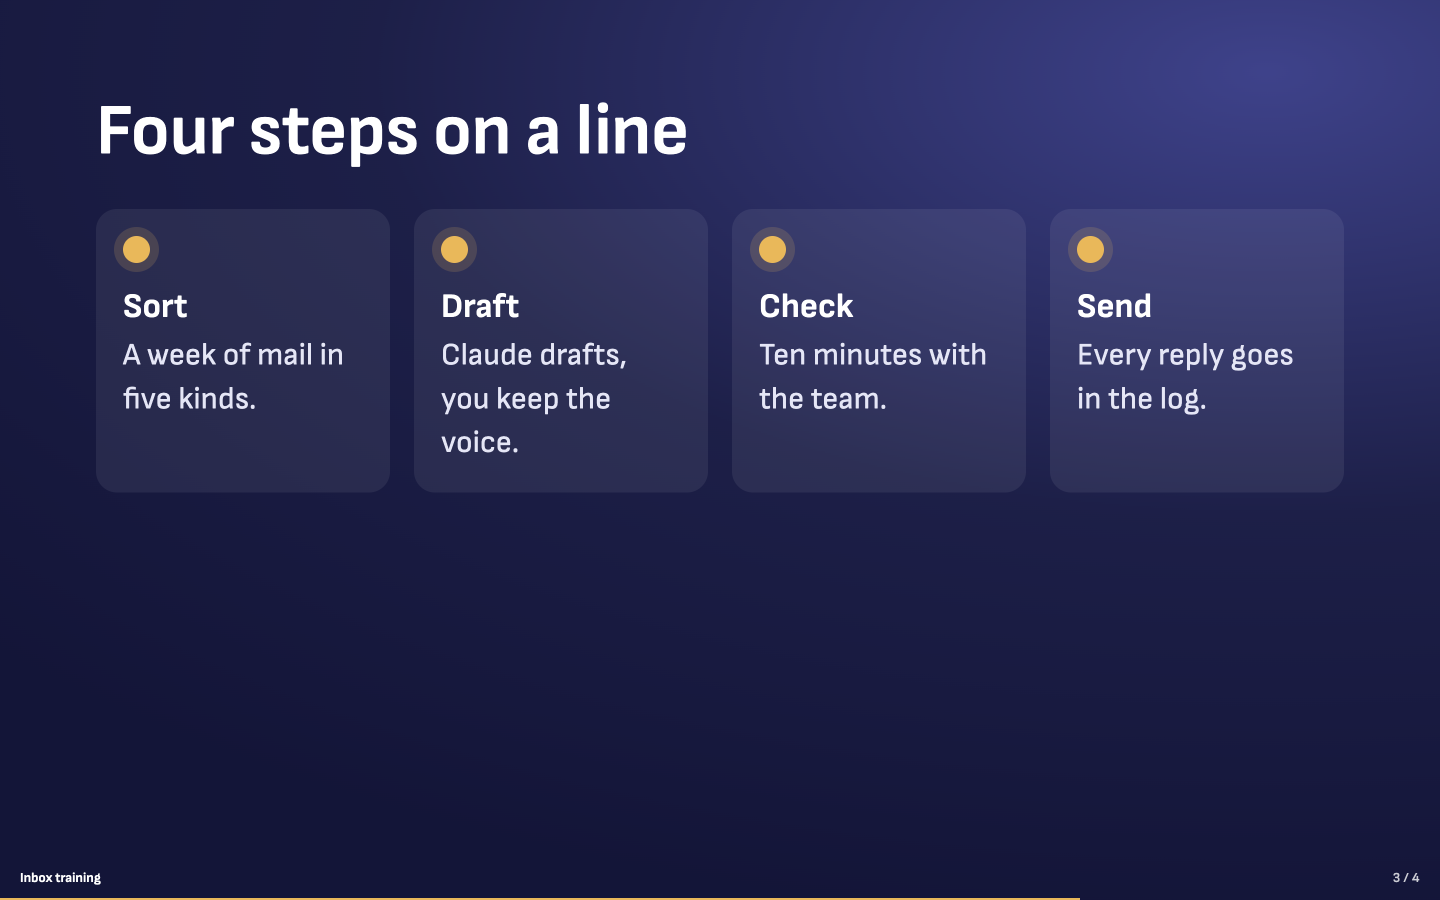 Four steps on a line
Sort
A week of mail in
five kinds.
Draft
Claude drafts,
you keep the
voice.
Check
Ten minutes with
the team.
Send
Every reply goes
in the log.
Inbox training
3 / 4